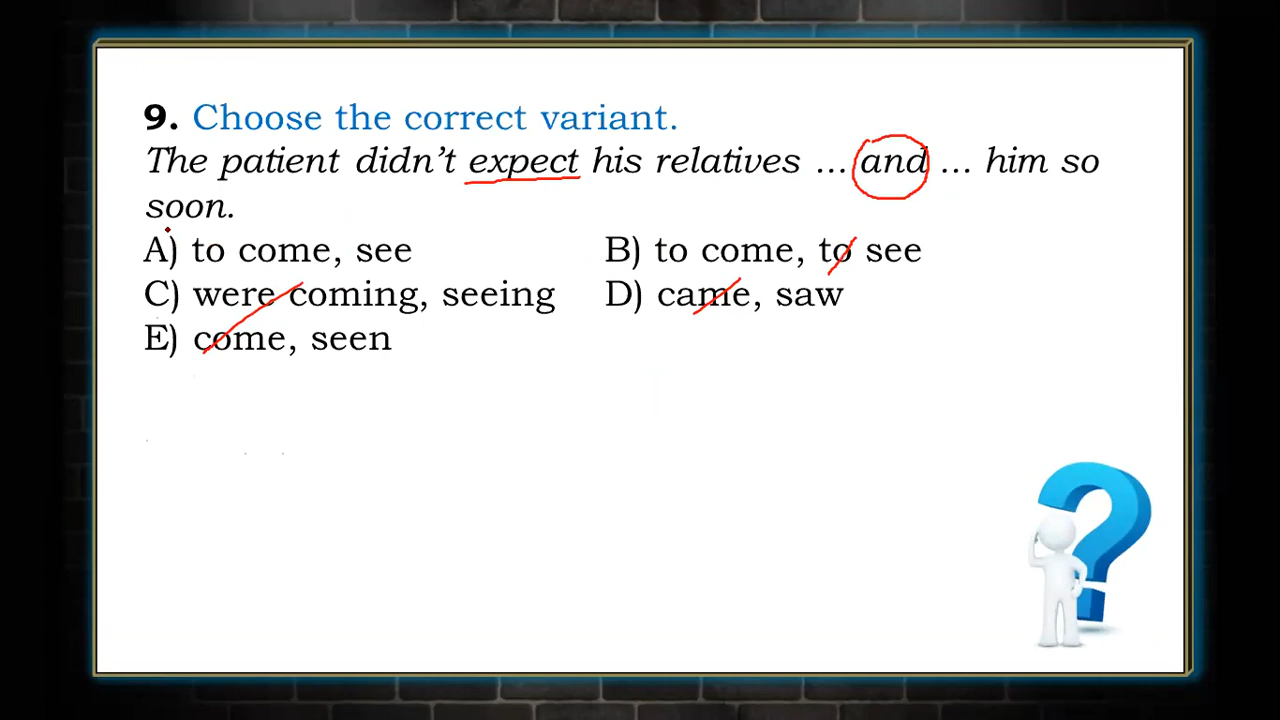 9. Choose the correct variant.
The patient didn't expect his relatives ... and ... him so
soon.
A) to come, see B) to come, to see
C) were coming, seeing D) came, saw
E) come, seen